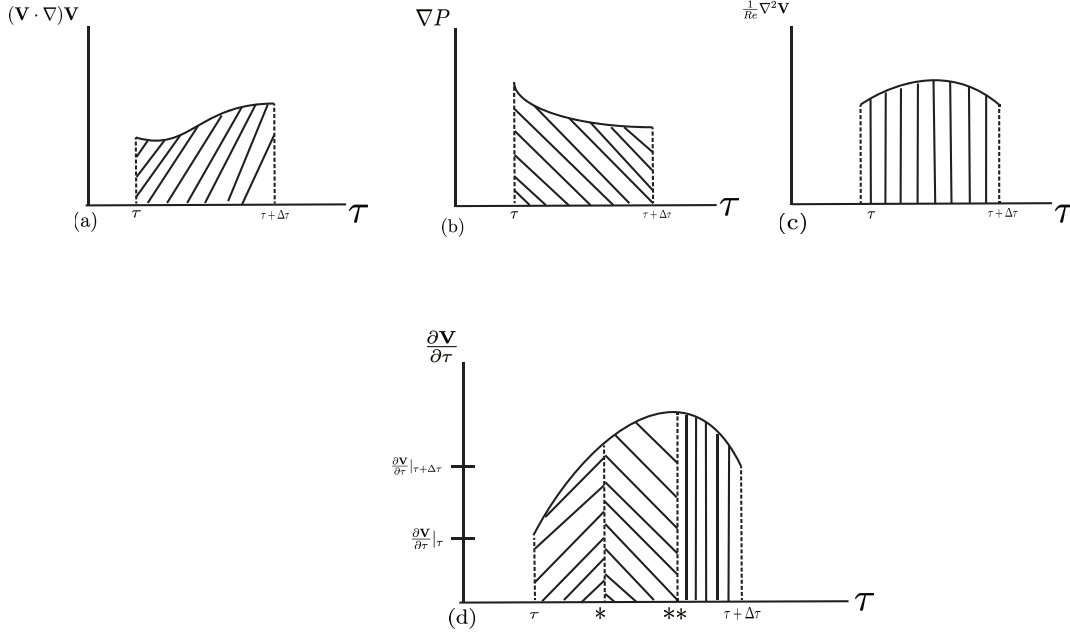 (V · ∇)V
τ
τ + Δτ
τ
(a)
∇P
τ
τ + Δτ
τ
(b)
1/Re ∇²V
τ
τ + Δτ
τ
(c)
∂V/∂τ
∂V/∂τ|τ+Δτ
∂V/∂τ|τ
τ
*
**
τ + Δτ
τ
(d)